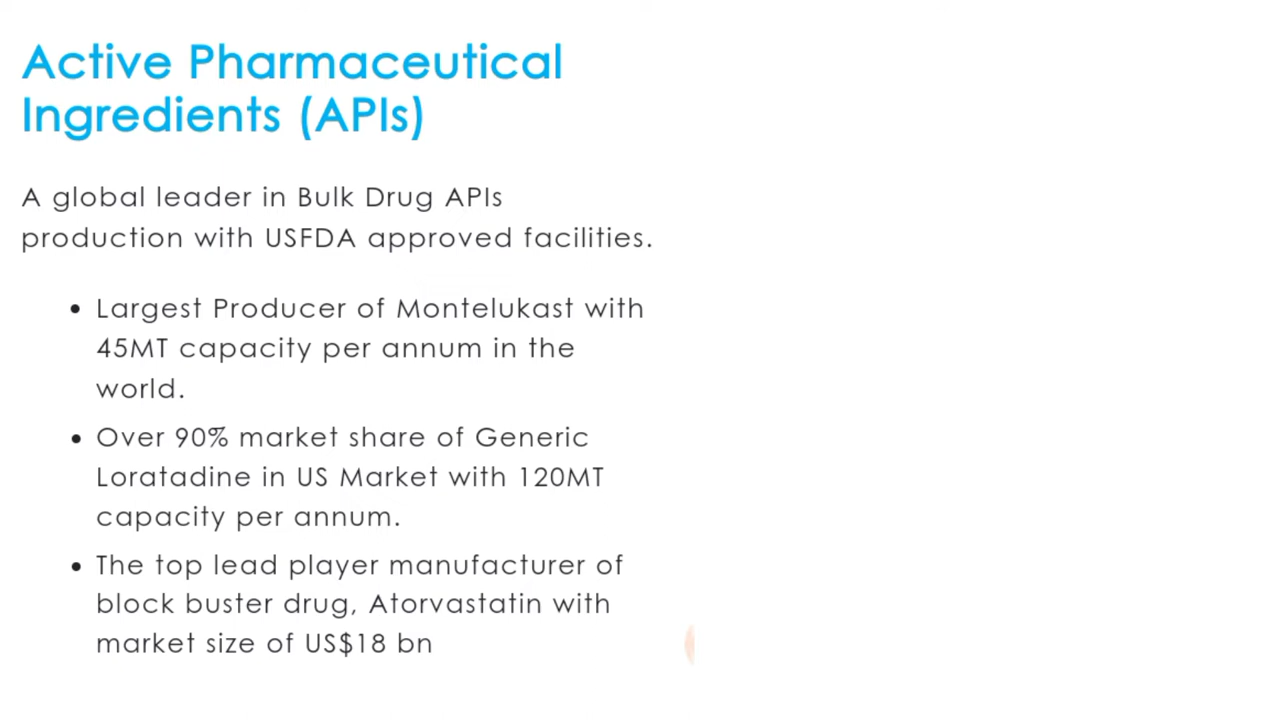 Active Pharmaceutical
Ingredients (APIs)
A global leader in Bulk Drug APIs
production with USFDA approved facilities.
• Largest Producer of Montelukast with
45MT capacity per annum in the
world.
• Over 90% market share of Generic
Loratadine in US Market with 120MT
capacity per annum.
• The top lead player manufacturer of
block buster drug, Atorvastatin with
market size of US$18 bn